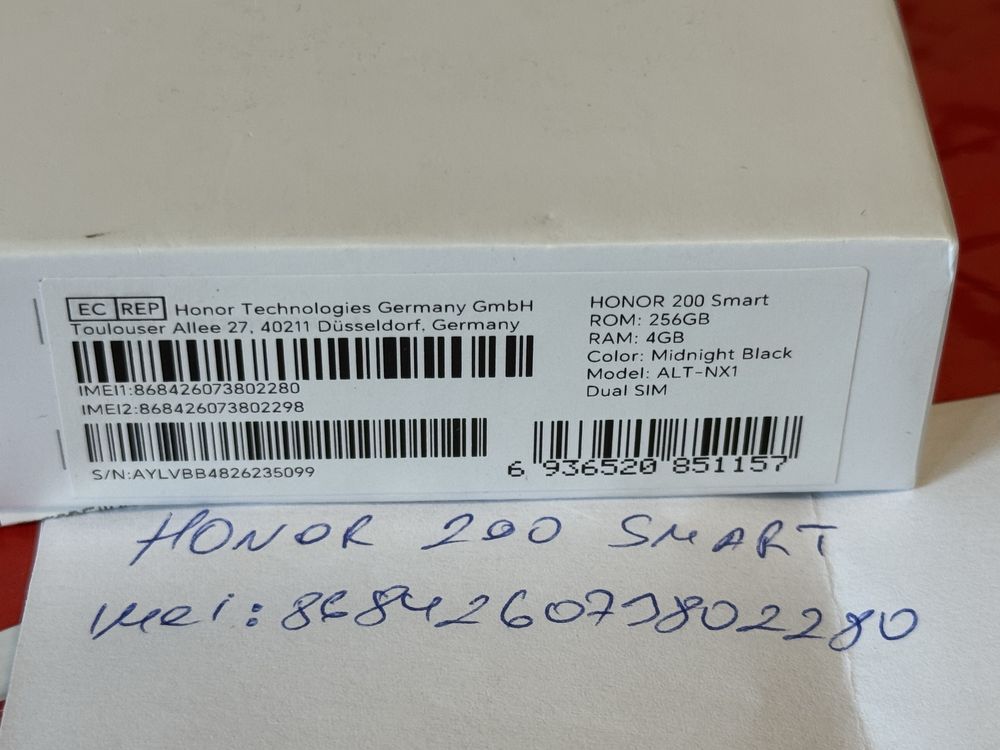 EC REP Honor Technologies Germany GmbH
Toulouser Allee 27, 40211 Düsseldorf, Germany
IMEI1:868426073802280
IMEI2:868426073802298
S/N:AYLVBB4826235099
HONOR 200 Smart
ROM: 256GB
RAM: 4GB
Color: Midnight Black
Model: ALT-NX1
Dual SIM
6 936520 851157
HONOR 200 SMART
imei: 868426073802280